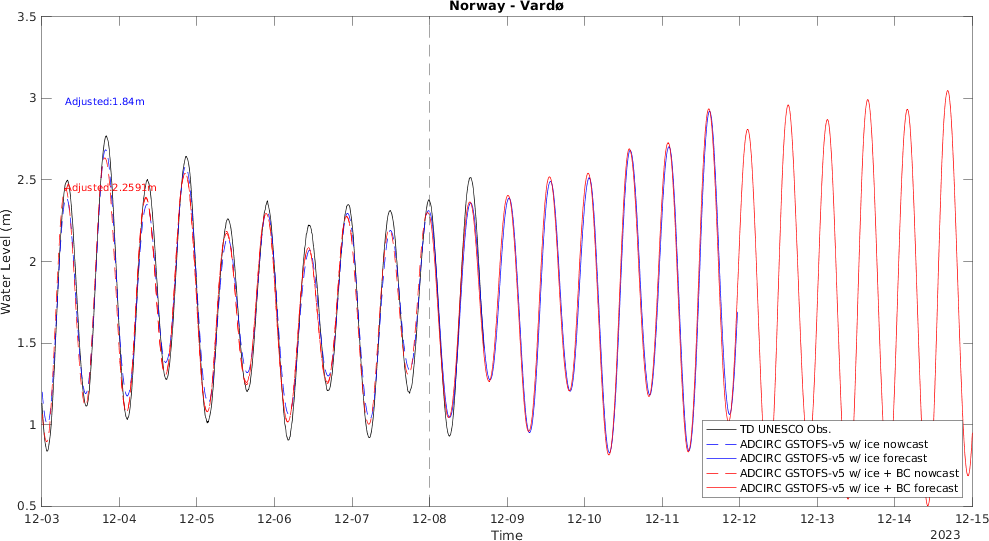 Norway - Vardø
Water Level (m)
3.5
3
2.5
2
1.5
1
0.5
Adjusted:1.84m
Adjusted:2.2591m
TD UNESCO Obs.
ADCIRC GSTOFS-v5 w/ ice nowcast
ADCIRC GSTOFS-v5 w/ ice forecast
ADCIRC GSTOFS-v5 w/ ice + BC nowcast
ADCIRC GSTOFS-v5 w/ ice + BC forecast
12-03 12-04 12-05 12-06 12-07 12-08 12-09 12-10 12-11 12-12 12-13 12-14 12-15
Time
2023